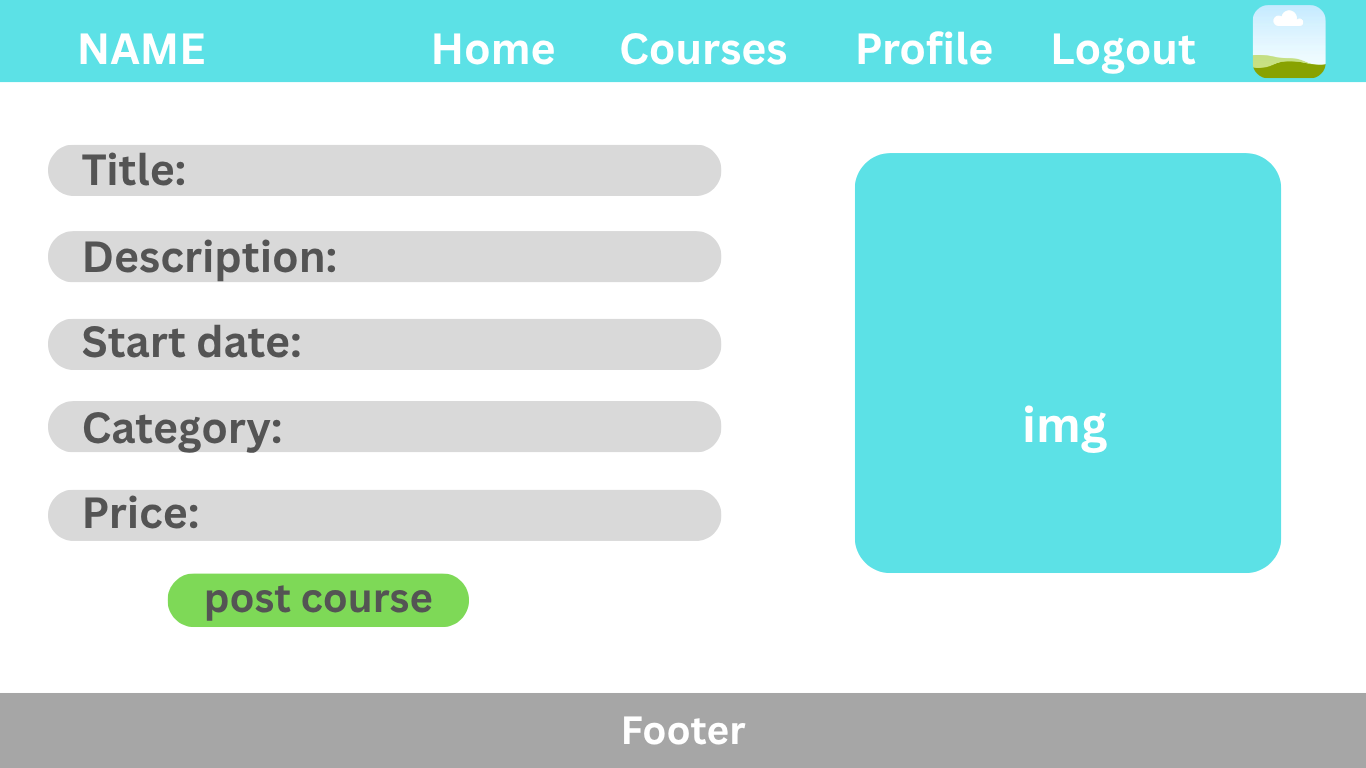 NAME Home Courses Profile Logout
Title:
Description:
Start date:
Category:
Price:
img
post course
Footer